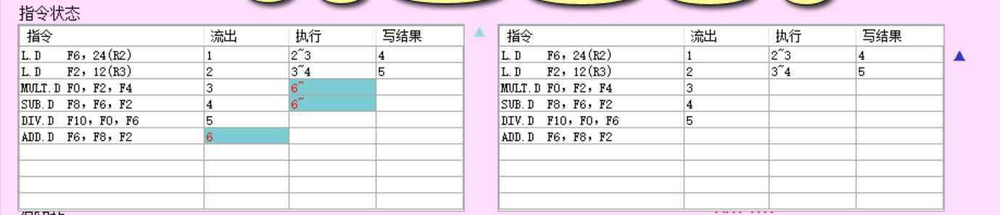 指令状态
指令 流出 执行 写结果
L.D F6, 24(R2) 1 2~3 4
L.D F2, 12(R3) 2 3~4 5
MULT.D F0, F2, F4 3 6~
SUB.D F8, F6, F2 4 6~
DIV.D F10, F0, F6 5
ADD.D F6, F8, F2 6
指令 流出 执行 写结果
L.D F6, 24(R2) 1 2~3 4
L.D F2, 12(R3) 2 3~4 5
MULT.D F0, F2, F4 3
SUB.D F8, F6, F2 4
DIV.D F10, F0, F6 5
ADD.D F6, F8, F2